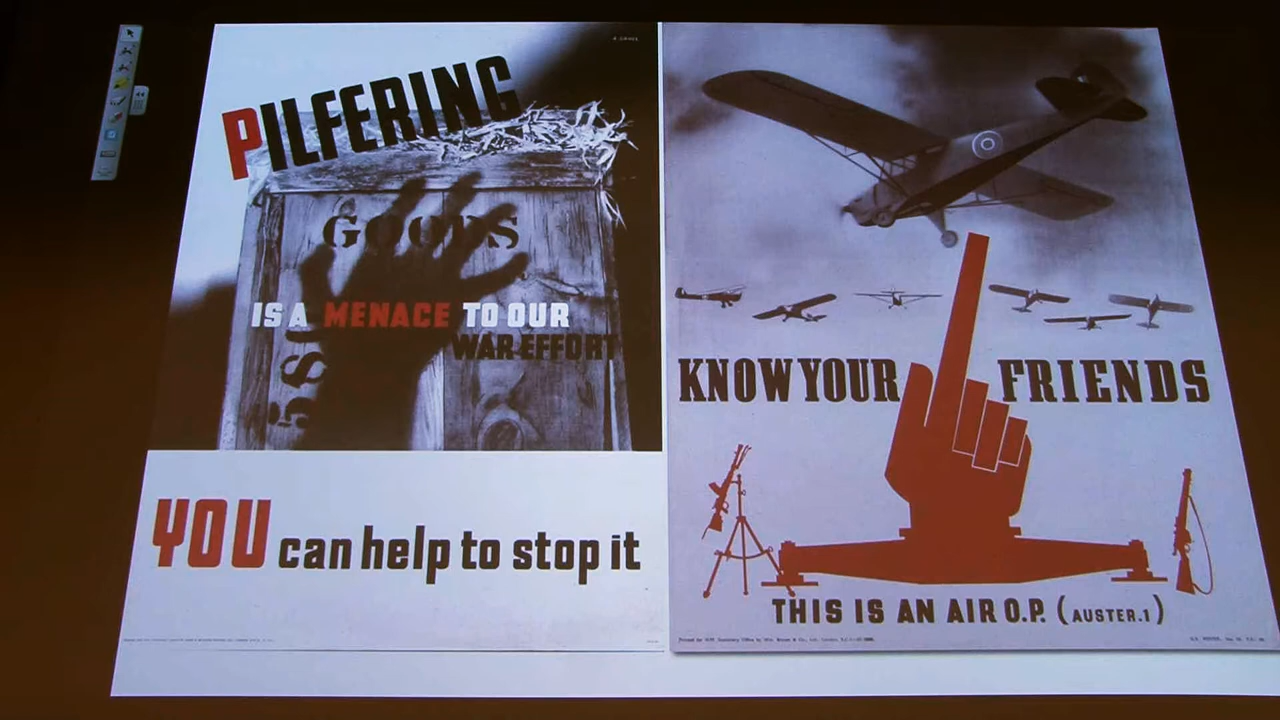 PILFERING
GOODS
IS A MENACE TO OUR
WAR EFFORT
YOU can help to stop it
KNOW YOUR FRIENDS
THIS IS AN AIR O.P. (AUSTER.1)